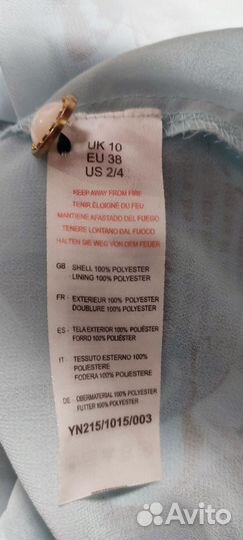 UK 10
EU 38
US 2/4
KEEP AWAY FROM FIRE
TENIR ÉLOIGNÉ DU FEU
MANTIENE AFASTADO DEL FUEGO
TENERE LONTANO DAL FUOCO
HALTEN SIE WEG VON DEM FEUER
GB SHELL 100% POLYESTER
LINING 100% POLYESTER
FR EXTERIEUR 100% POLYESTER
DOUBLURE 100% POLYESTER
ES TELA EXTERIOR 100% POLIÉSTER
FORRO 100% POLIÉSTER
IT TESSUTO ESTERNO 100%
POLIESTERE
FODERA 100% POLIESTERE
DE OBERMATERIAL 100% POLYESTER
FUTTER 100% POLYESTER
YN215/1015/003
Avito